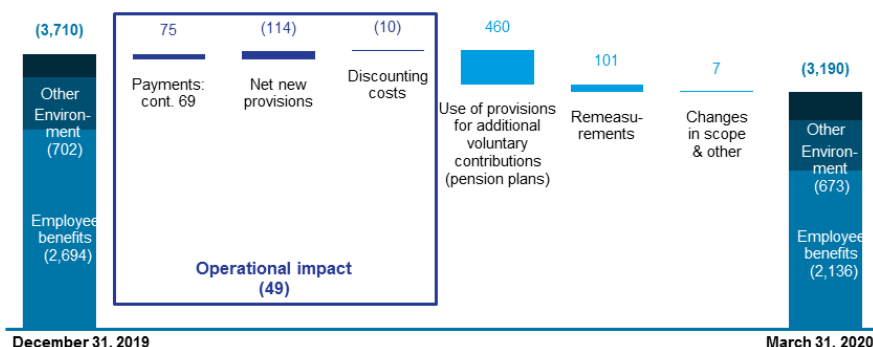 (3,710)
75
(114)
(10)
460
101
7
(3,190)
Other
Environ-
ment
(702)
Employee
benefits
(2,694)
Payments:
cont. 69
Net new
provisions
Discounting
costs
Operational impact
(49)
Use of provisions
for additional
voluntary
contributions
(pension plans)
Remeasu-
rements
Changes
in scope
& other
Other
Environ-
ment
(673)
Employee
benefits
(2,136)
December 31, 2019
March 31, 2020